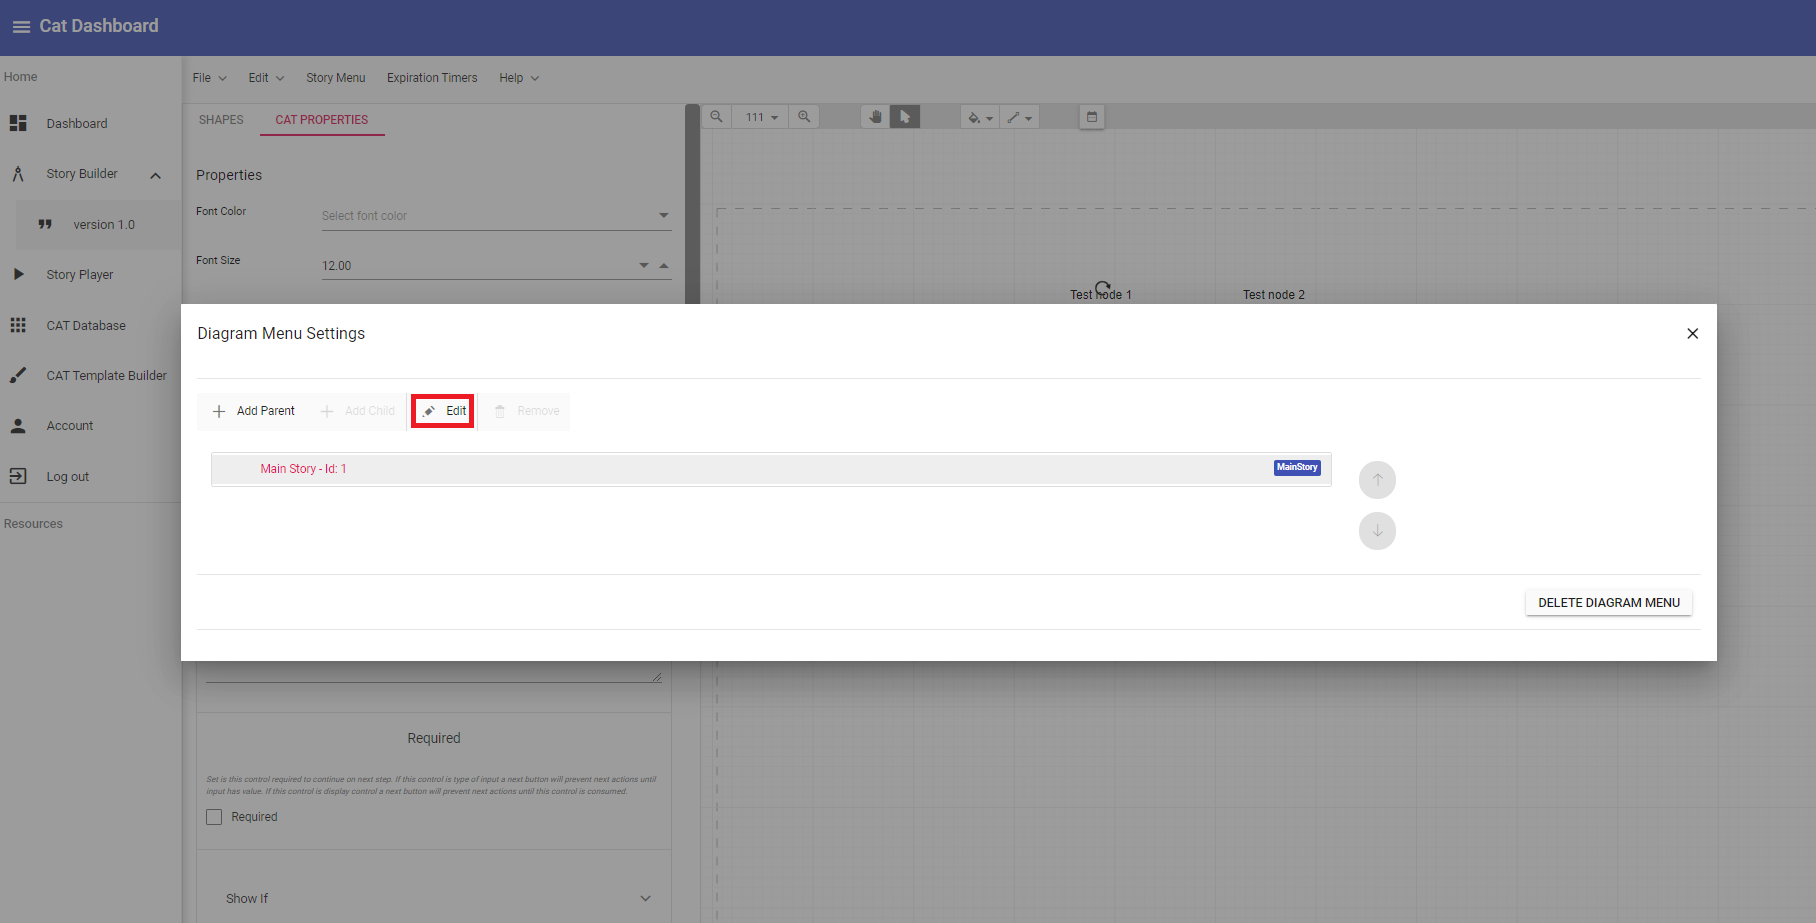 Cat Dashboard
Home
Dashboard
Story Builder
version 1.0
Story Player
CAT Database
CAT Template Builder
Account
Log out
Resources
File Edit Story Menu Expiration Timers Help
SHAPES CAT PROPERTIES
111
Properties
Font Color Select font color
Font Size 12.00
Test node 1 Test node 2
Diagram Menu Settings
Add Parent Add Child Edit Remove
Main Story - Id: 1 MainStory
DELETE DIAGRAM MENU
Required
Set is this control required to continue on next step. If this control is type of input a next button will prevent next actions until
input has value. If this control is display control a next button will prevent next actions until this control is consumed.
Required
Show If